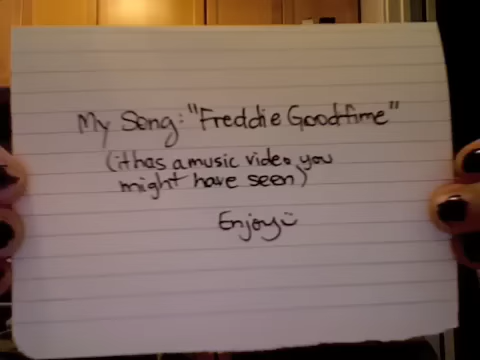 My Song: "Freddie Goodtime"
(it has a music video you
might have seen)
Enjoy :)